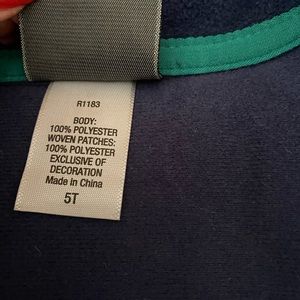 R1183
BODY:
100% POLYESTER
WOVEN PATCHES:
100% POLYESTER
EXCLUSIVE OF
DECORATION
Made in China
5T